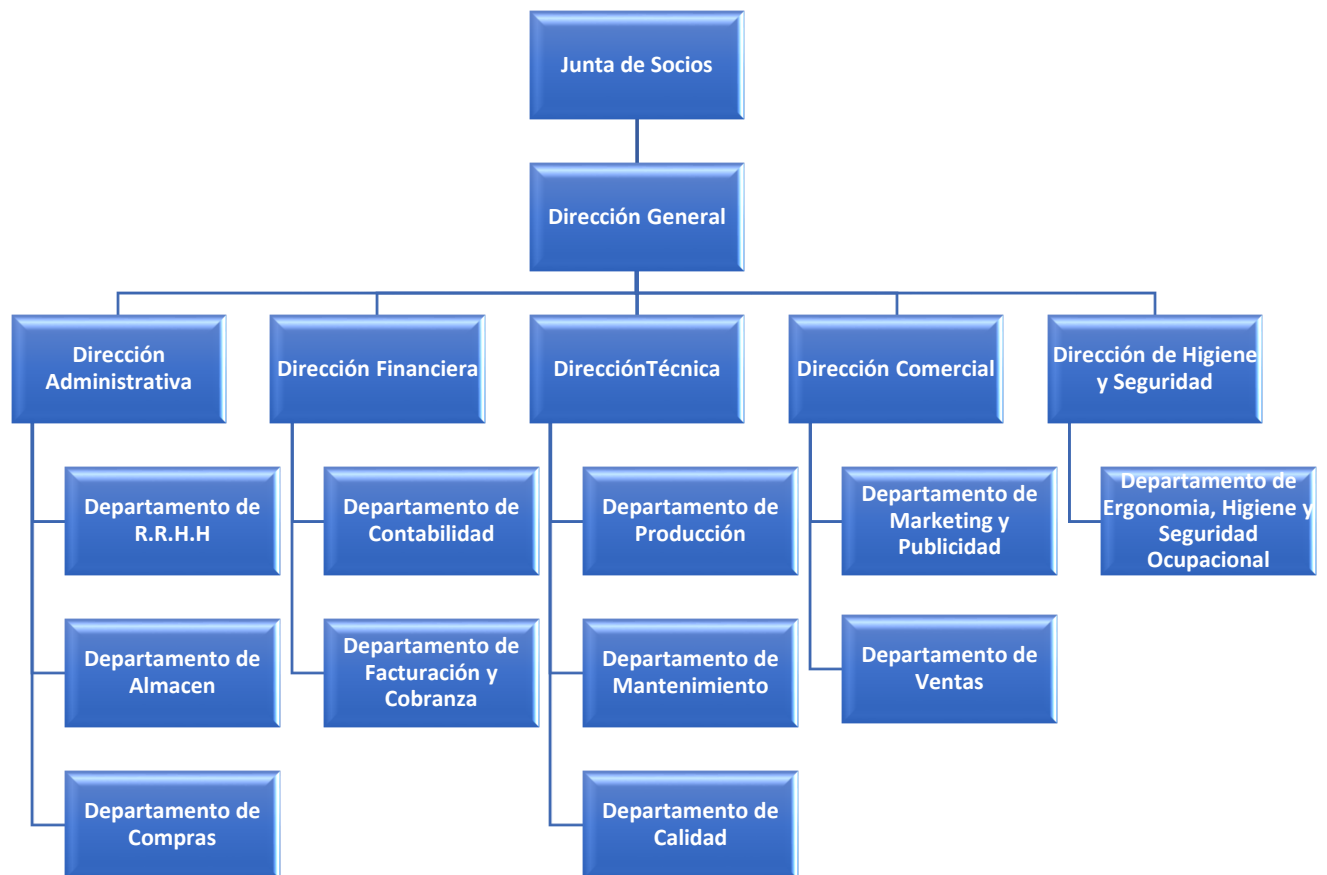 Junta de Socios
Dirección General
Dirección
Administrativa
Dirección Financiera
DirecciónTécnica
Dirección Comercial
Dirección de Higiene
y Seguridad
Departamento de
R.R.H.H
Departamento de
Contabilidad
Departamento de
Producción
Departamento de
Marketing y
Publicidad
Departamento de
Ergonomia, Higiene y
Seguridad
Ocupacional
Departamento de
Almacen
Departamento de
Facturación y
Cobranza
Departamento de
Mantenimiento
Departamento de
Ventas
Departamento de
Compras
Departamento de
Calidad